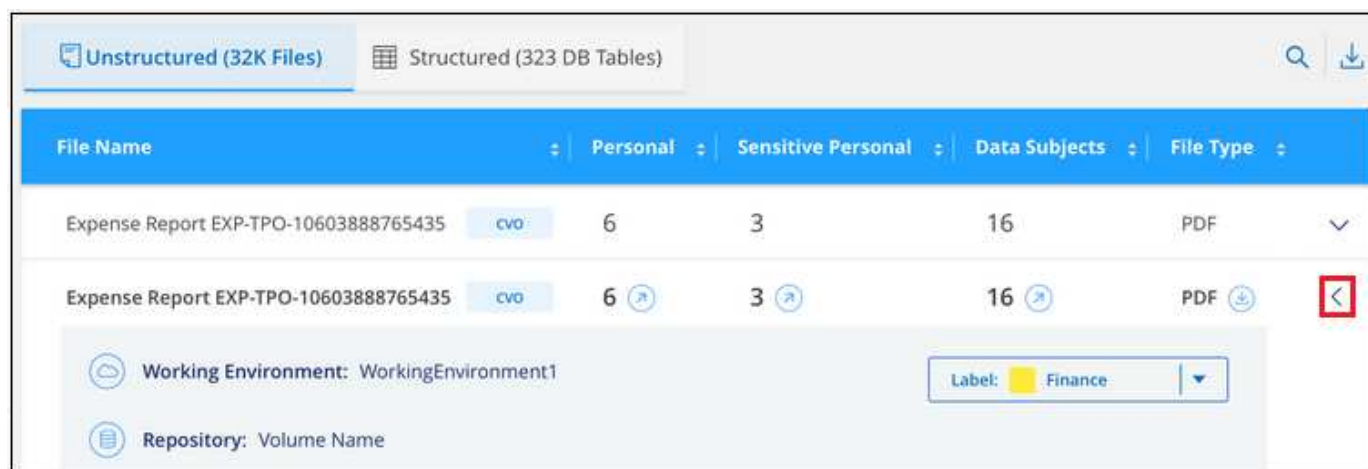 Unstructured (32K Files) Structured (323 DB Tables)
File Name Personal Sensitive Personal Data Subjects File Type
Expense Report EXP-TPO-10603888765435 CVO 6 3 16 PDF
Expense Report EXP-TPO-10603888765435 CVO 6 3 16 PDF
Working Environment: WorkingEnvironment1 Label: Finance
Repository: Volume Name